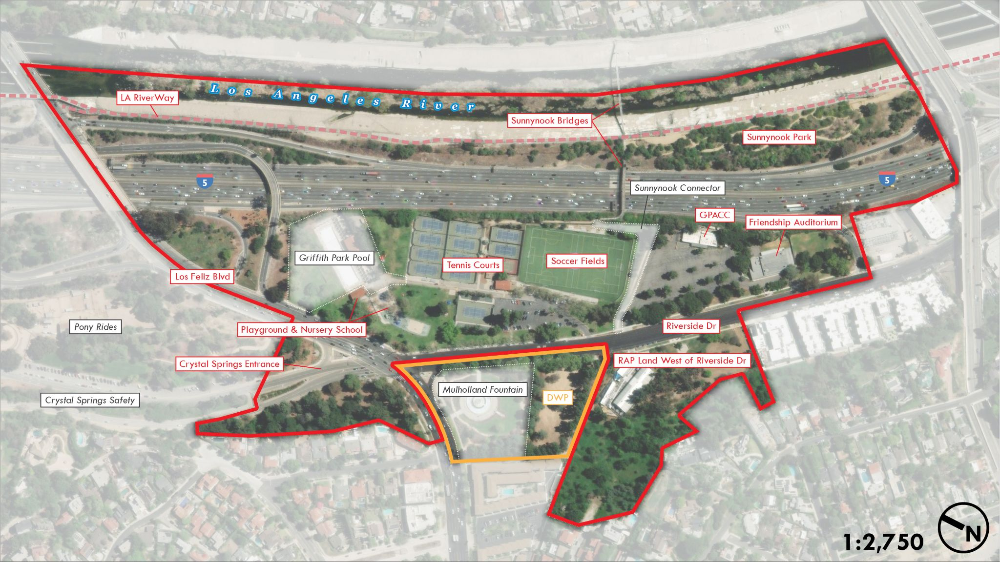 Los Angeles River
LA RiverWay
Sunnynook Bridges
Sunnynook Park
5
5
Sunnynook Connector
GPACC
Friendship Auditorium
Griffith Park Pool
Tennis Courts
Soccer Fields
Los Feliz Blvd
Pony Rides
Playground & Nursery School
Riverside Dr
Crystal Springs Entrance
RAP Land West of Riverside Dr
Mulholland Fountain
DWP
Crystal Springs Safety
1:2,750
N